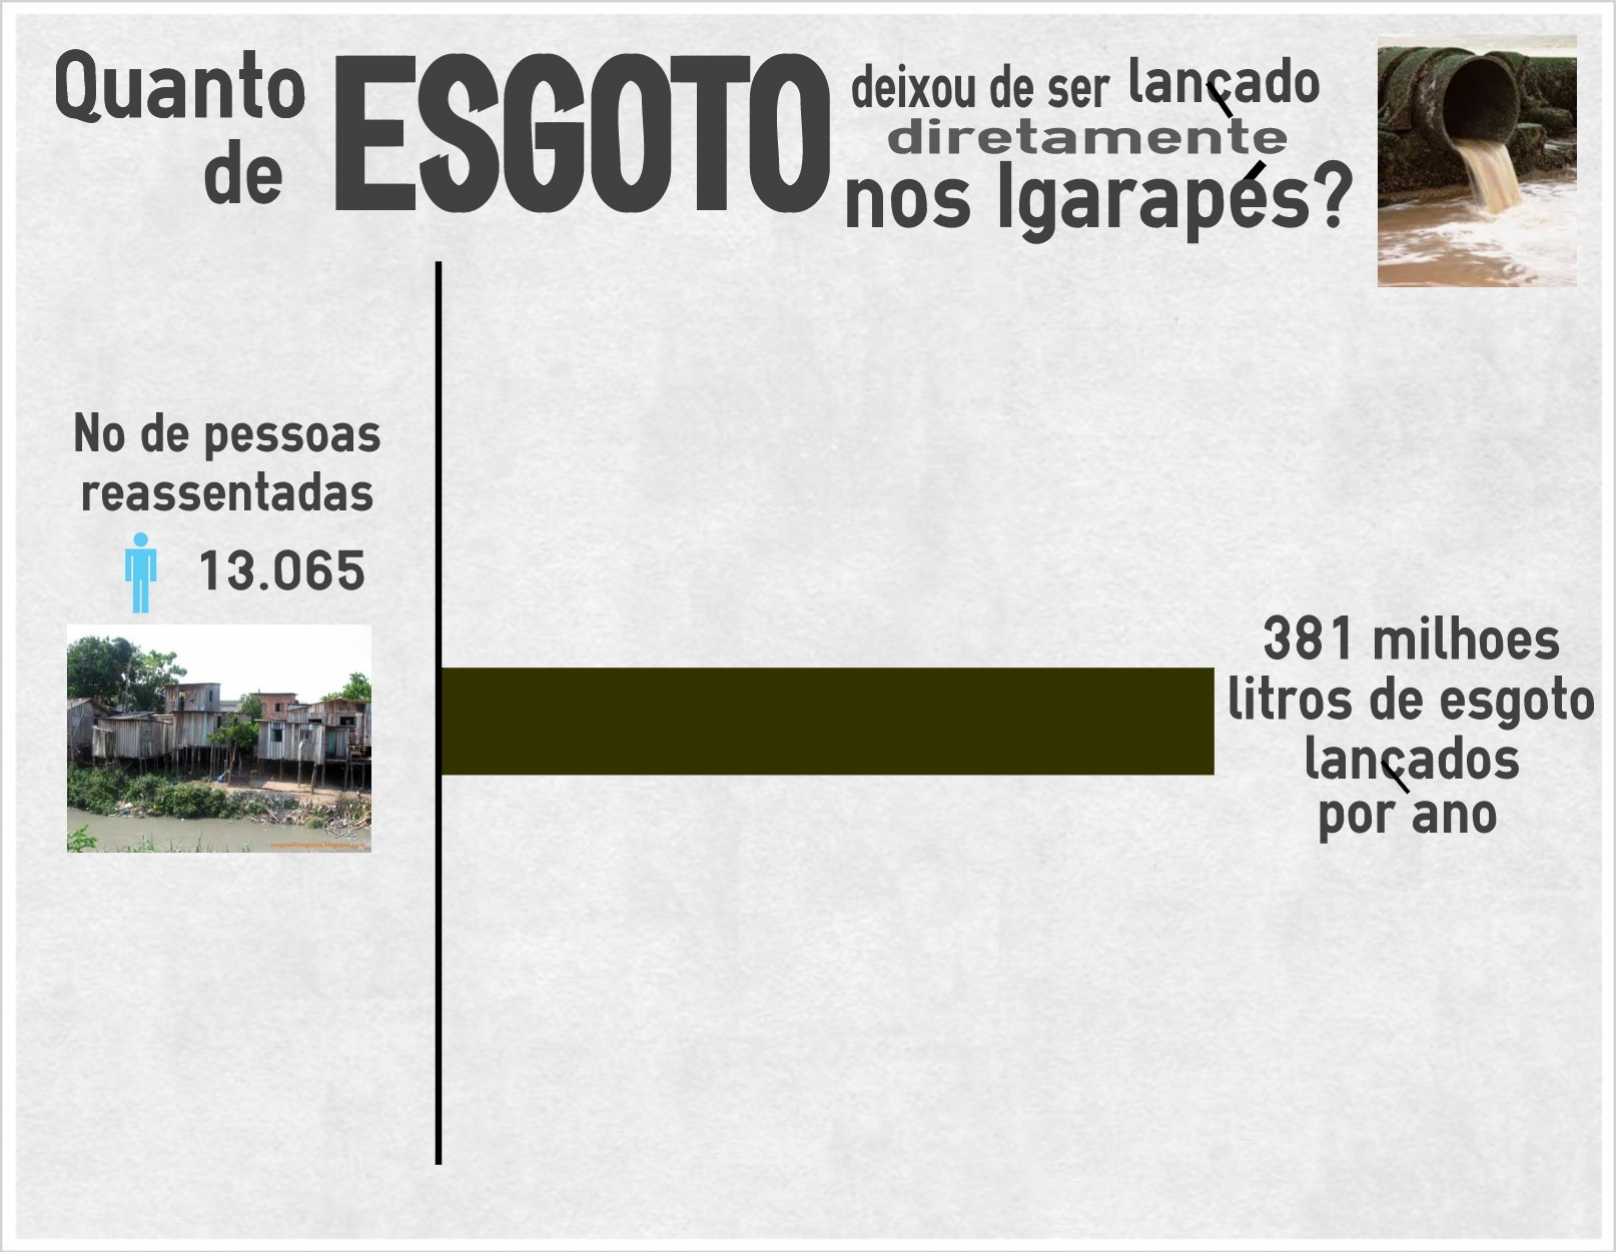 Quanto
de
ESGOTO
deixou de ser lançado
diretamente
nos Igarapés?
No de pessoas
reassentadas
13.065
381 milhoes
litros de esgoto
lançados
por ano